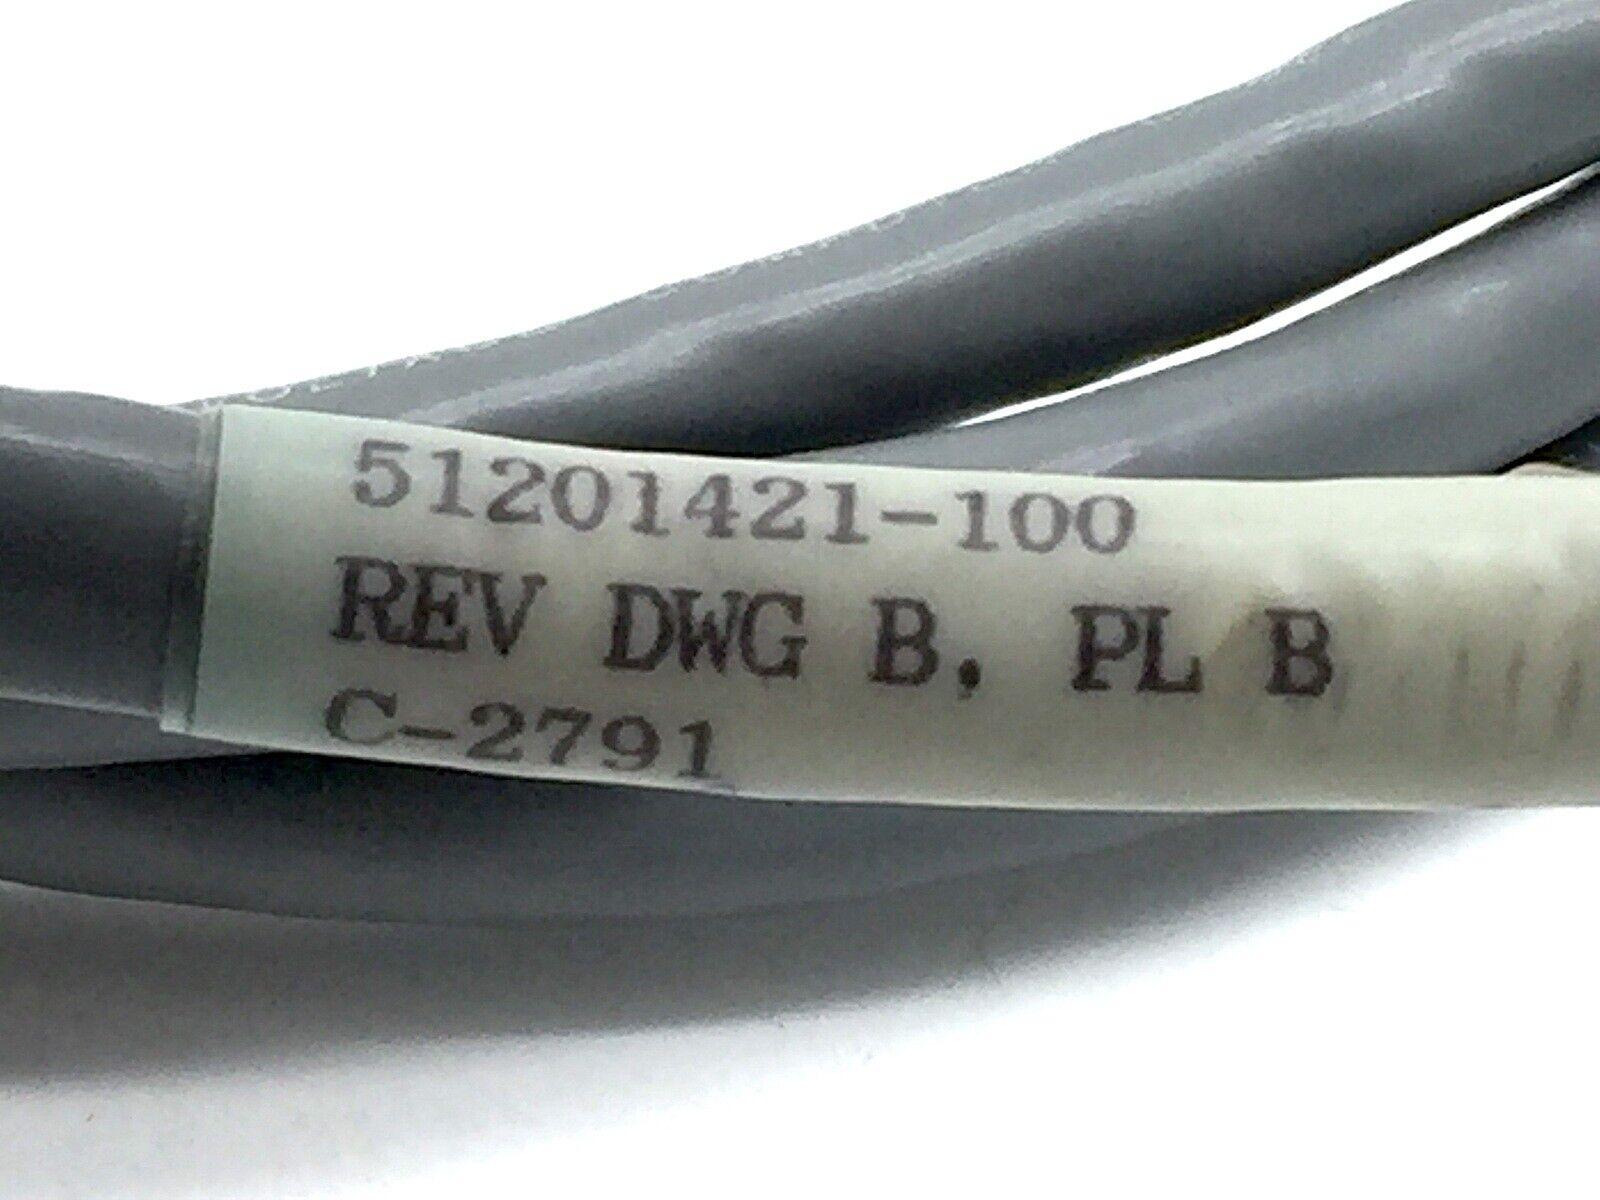 51201421-100
REV DWG B, PL B
C-2791